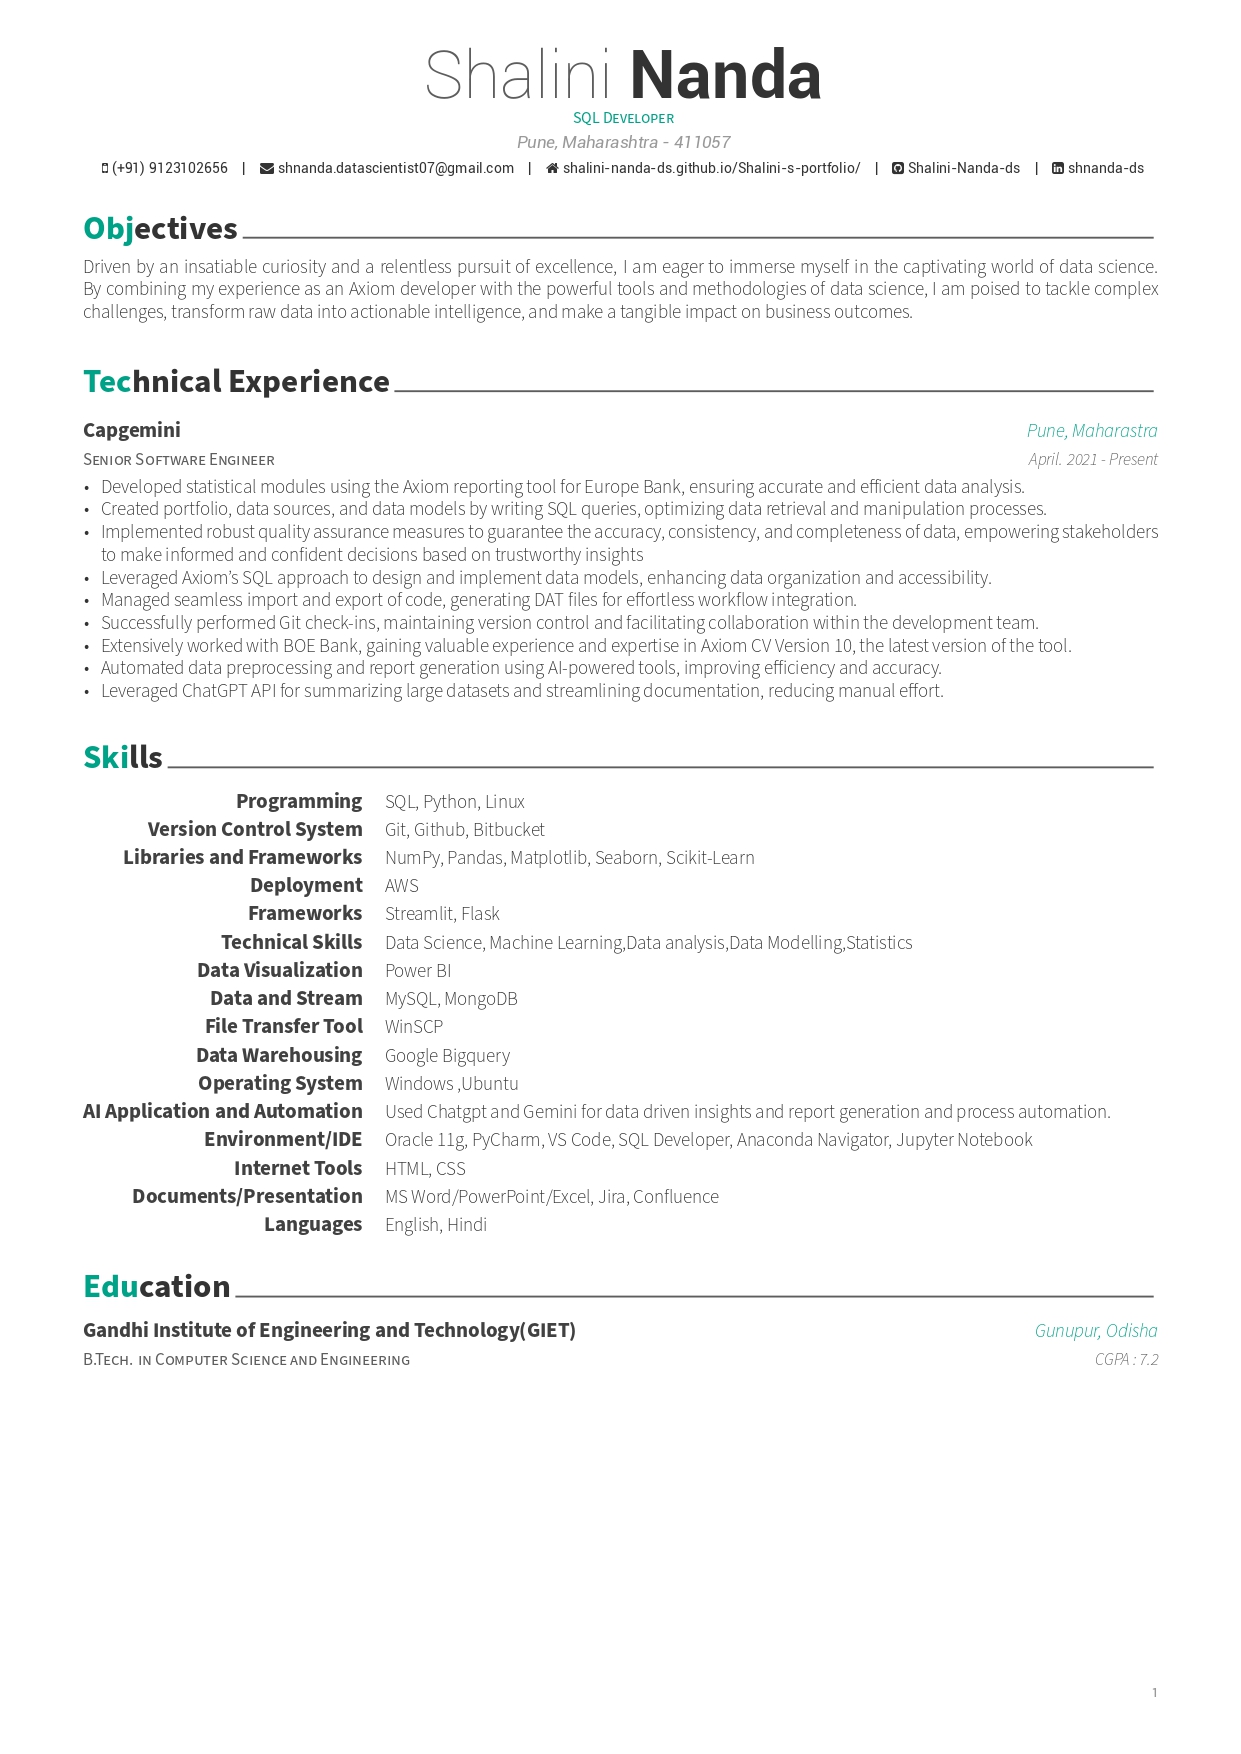 Shalini Nanda
SQL Developer
Pune, Maharashtra - 411057
(+91) 9123102656 | shnanda.datascientist07@gmail.com | shalini-nanda-ds.github.io/Shalini-s-portfolio/ | Shalini-Nanda-ds | shnanda-ds
Objectives
Driven by an insatiable curiosity and a relentless pursuit of excellence, I am eager to immerse myself in the captivating world of data science.
By combining my experience as an Axiom developer with the powerful tools and methodologies of data science, I am poised to tackle complex
challenges, transform raw data into actionable intelligence, and make a tangible impact on business outcomes.
Technical Experience
Capgemini Pune, Maharastra
Senior Software Engineer April. 2021 - Present
• Developed statistical modules using the Axiom reporting tool for Europe Bank, ensuring accurate and efficient data analysis.
• Created portfolio, data sources, and data models by writing SQL queries, optimizing data retrieval and manipulation processes.
• Implemented robust quality assurance measures to guarantee the accuracy, consistency, and completeness of data, empowering stakeholders
to make informed and confident decisions based on trustworthy insights
• Leveraged Axiom's SQL approach to design and implement data models, enhancing data organization and accessibility.
• Managed seamless import and export of code, generating DAT files for effortless workflow integration.
• Successfully performed Git check-ins, maintaining version control and facilitating collaboration within the development team.
• Extensively worked with BOE Bank, gaining valuable experience and expertise in Axiom CV Version 10, the latest version of the tool.
• Automated data preprocessing and report generation using AI-powered tools, improving efficiency and accuracy.
• Leveraged ChatGPT API for summarizing large datasets and streamlining documentation, reducing manual effort.
Skills
Programming SQL, Python, Linux
Version Control System Git, Github, Bitbucket
Libraries and Frameworks NumPy, Pandas, Matplotlib, Seaborn, Scikit-Learn
Deployment AWS
Frameworks Streamlit, Flask
Technical Skills Data Science, Machine Learning,Data analysis,Data Modelling,Statistics
Data Visualization Power BI
Data and Stream MySQL, MongoDB
File Transfer Tool WinSCP
Data Warehousing Google Bigquery
Operating System Windows ,Ubuntu
AI Application and Automation Used Chatgpt and Gemini for data driven insights and report generation and process automation.
Environment/IDE Oracle 11g, PyCharm, VS Code, SQL Developer, Anaconda Navigator, Jupyter Notebook
Internet Tools HTML, CSS
Documents/Presentation MS Word/PowerPoint/Excel, Jira, Confluence
Languages English, Hindi
Education
Gandhi Institute of Engineering and Technology(GIET) Gunupur, Odisha
B.Tech. in Computer Science and Engineering CGPA : 7.2
1